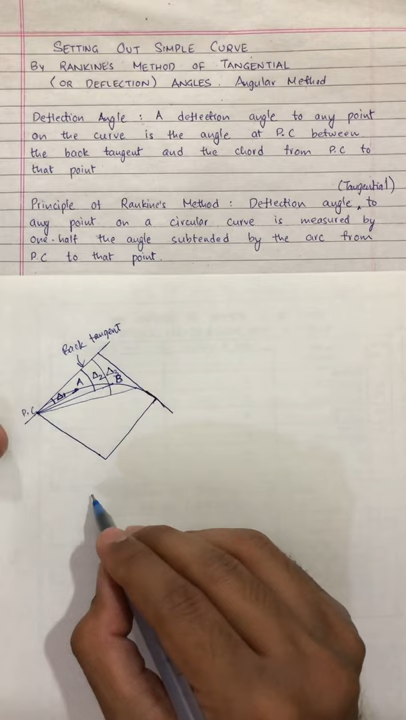 SETTING OUT SIMPLE CURVE
BY RANKINE'S METHOD OF TANGENTIAL
(OR DEFLECTION) ANGLES. Angular Method
Deflection Angle : A deflection angle to any point
on the curve is the angle at P.C between
the back tangent and the chord from P.C to
that point
(Tangential)
Principle of Rankine's Method : Deflection angle ‸ to
any point on a circular curve is measured by
one-half the angle subtended by the arc from
P.C to that point.
Back tangent
Δ2 Δ3
A B
Δ1
P.C